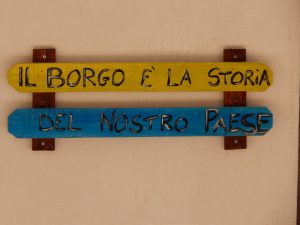 IL BORGO E' LA STORIA
DEL NOSTRO PAESE